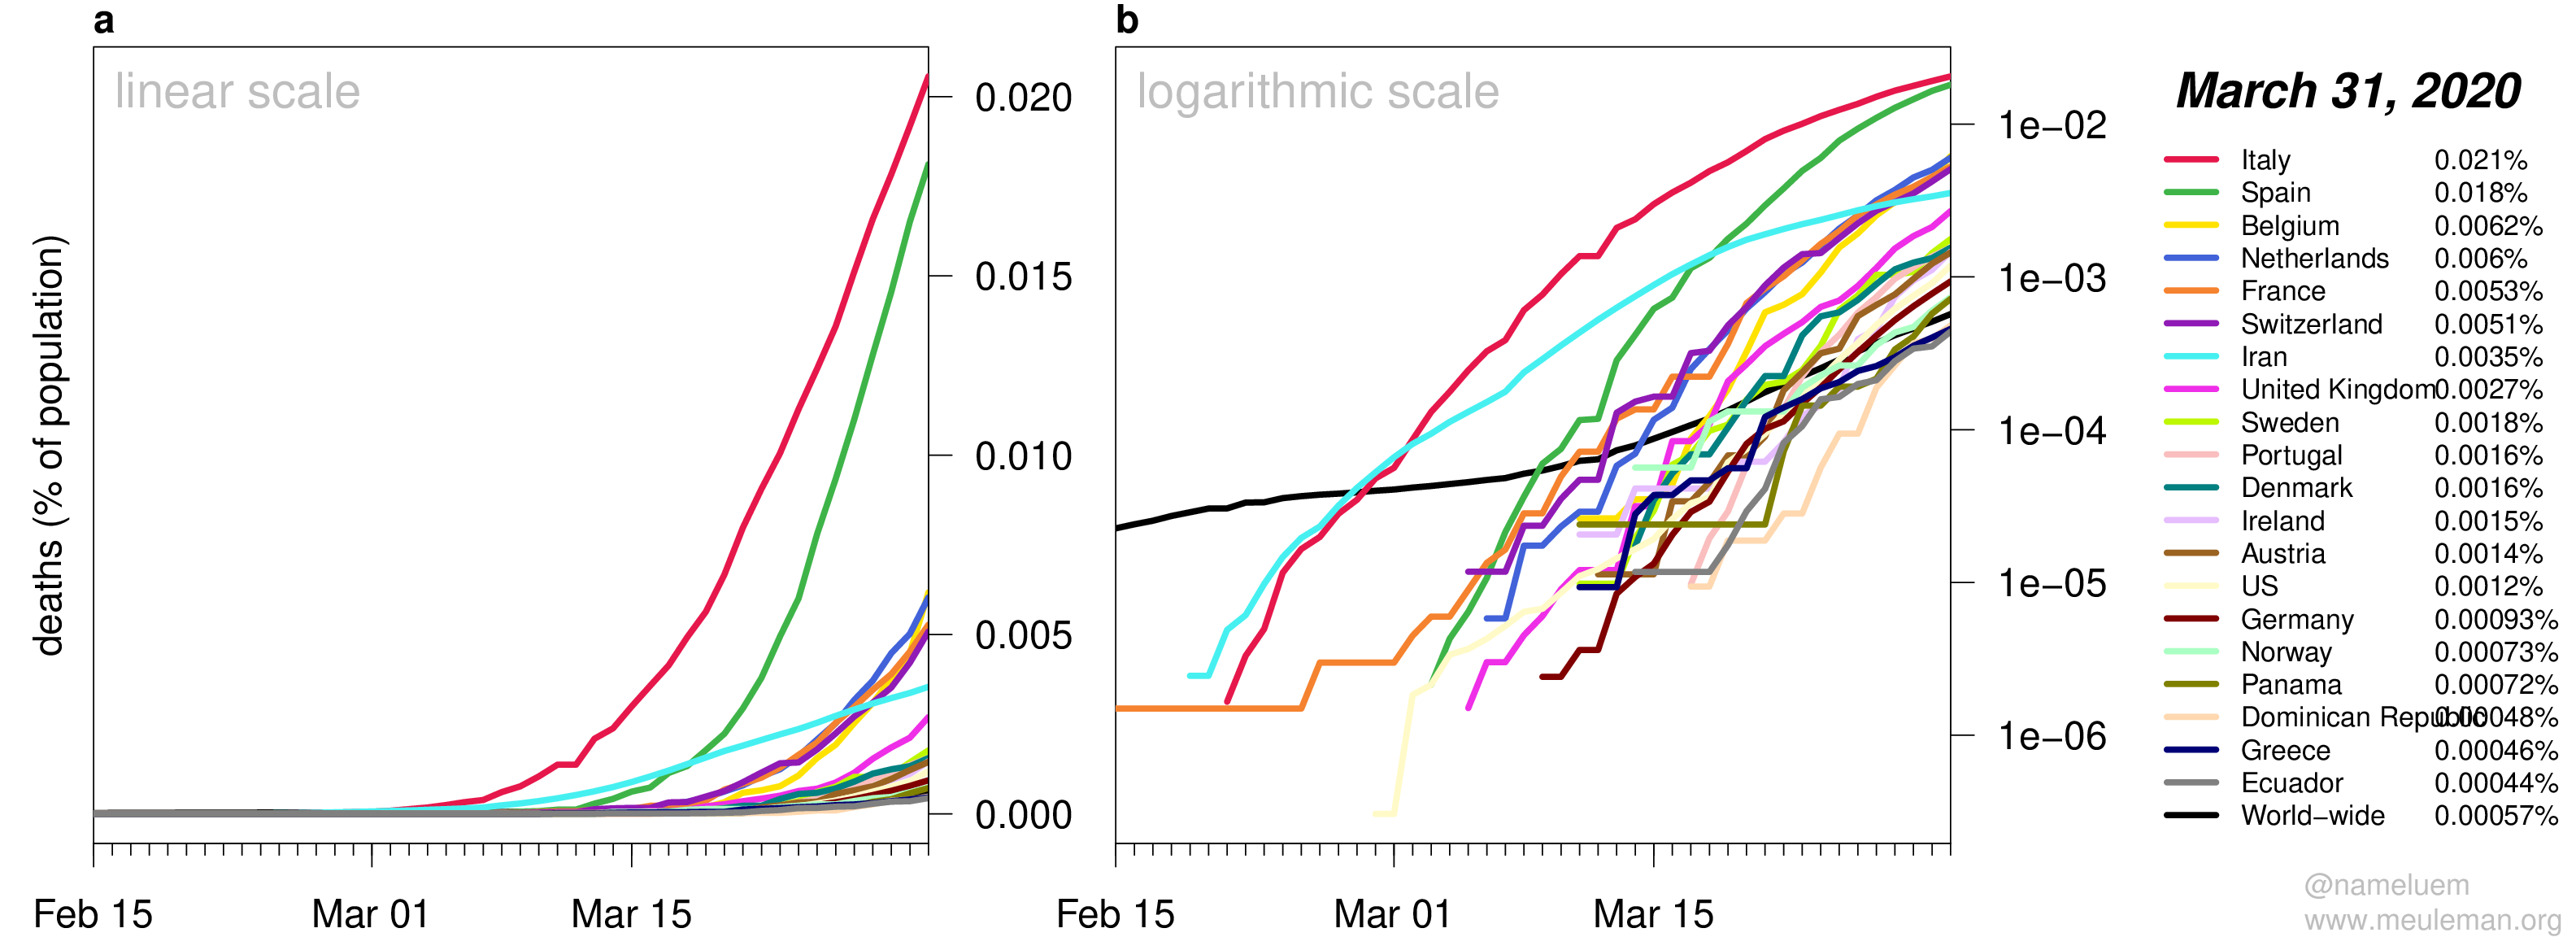 a
linear scale
deaths (% of population)
0.020
0.015
0.010
0.005
0.000
Feb 15
Mar 01
Mar 15
b
logarithmic scale
1e−02
1e−03
1e−04
1e−05
1e−06
Feb 15
Mar 01
Mar 15
March 31, 2020
Italy 0.021%
Spain 0.018%
Belgium 0.0062%
Netherlands 0.006%
France 0.0053%
Switzerland 0.0051%
Iran 0.0035%
United Kingdom 0.0027%
Sweden 0.0018%
Portugal 0.0016%
Denmark 0.0016%
Ireland 0.0015%
Austria 0.0014%
US 0.0012%
Germany 0.00093%
Norway 0.00073%
Panama 0.00072%
Dominican Republic 0.00048%
Greece 0.00046%
Ecuador 0.00044%
World−wide 0.00057%
@nameluem
www.meuleman.org